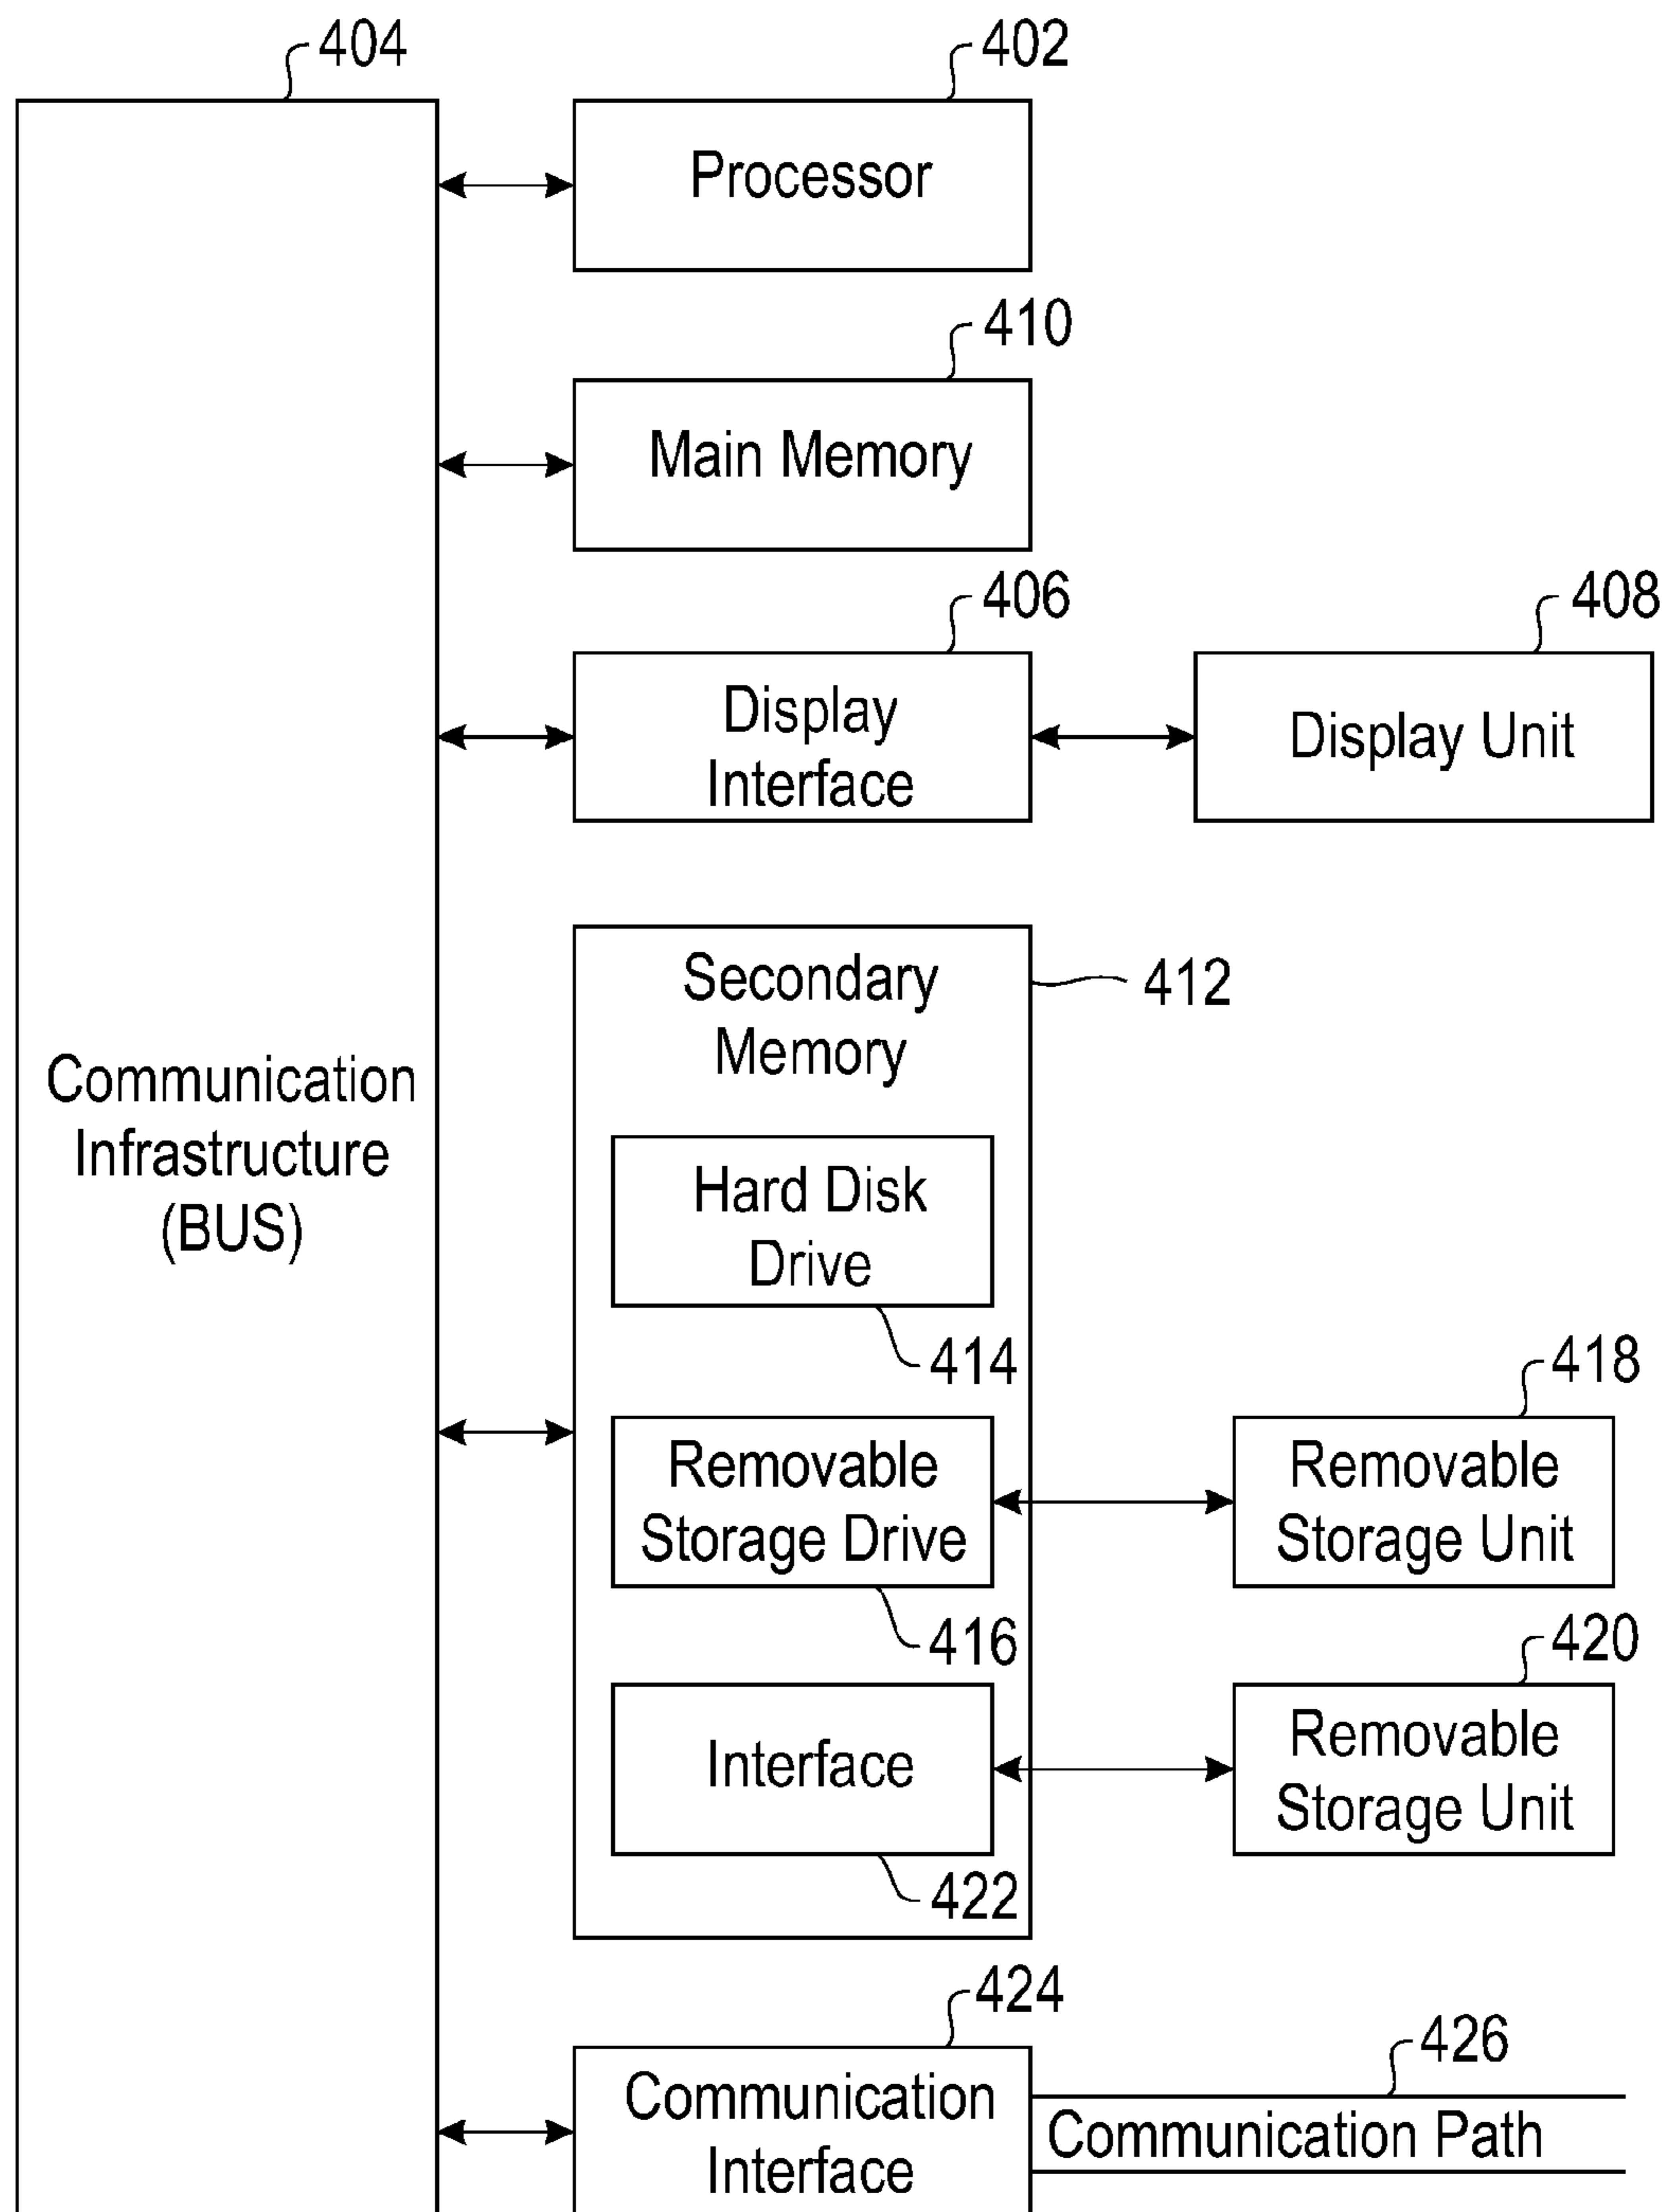 404
402
Processor
410
Main Memory
406
408
Display
Interface
Display Unit
Secondary
Memory
412
Communication
Infrastructure
(BUS)
Hard Disk
Drive
414
418
Removable
Storage Drive
Removable
Storage Unit
416
420
Interface
Removable
Storage Unit
422
424
426
Communication
Interface
Communication Path